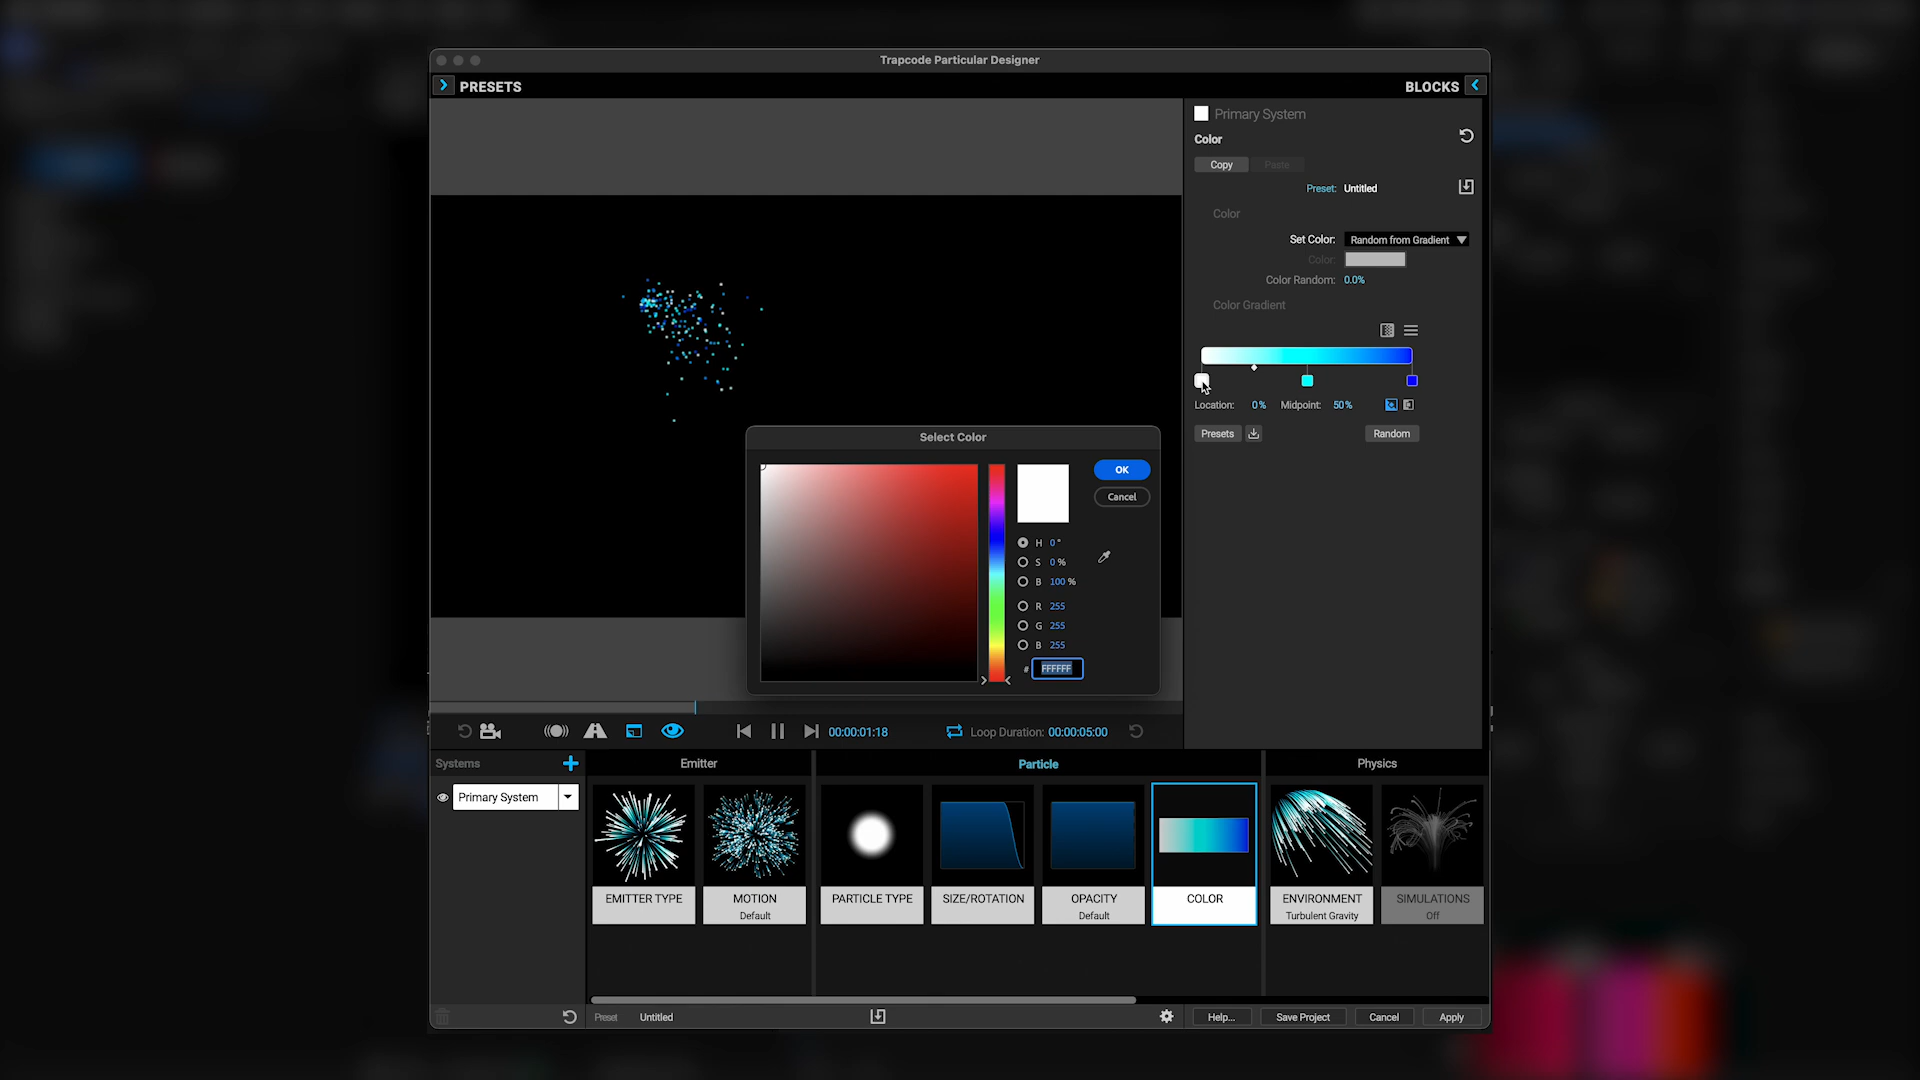 Trapcode Particular Designer
PRESETS
BLOCKS
Primary System
Color
Copy Paste
Preset: Untitled
Color
Set Color: Random from Gradient
Color:
Color Random: 0.0%
Color Gradient
Location: 0% Midpoint: 50%
Presets Random
Select Color
OK
Cancel
H 0°
S 0 %
B 100 %
R 255
G 255
B 255
# FFFFFF
00:00:01:18
Loop Duration: 00:00:05:00
Systems
Emitter
Particle
Physics
Primary System
EMITTER TYPE
MOTION
Default
PARTICLE TYPE
SIZE/ROTATION
OPACITY
Default
COLOR
ENVIRONMENT
Turbulent Gravity
SIMULATIONS
Off
Preset Untitled
Help...
Save Project
Cancel
Apply